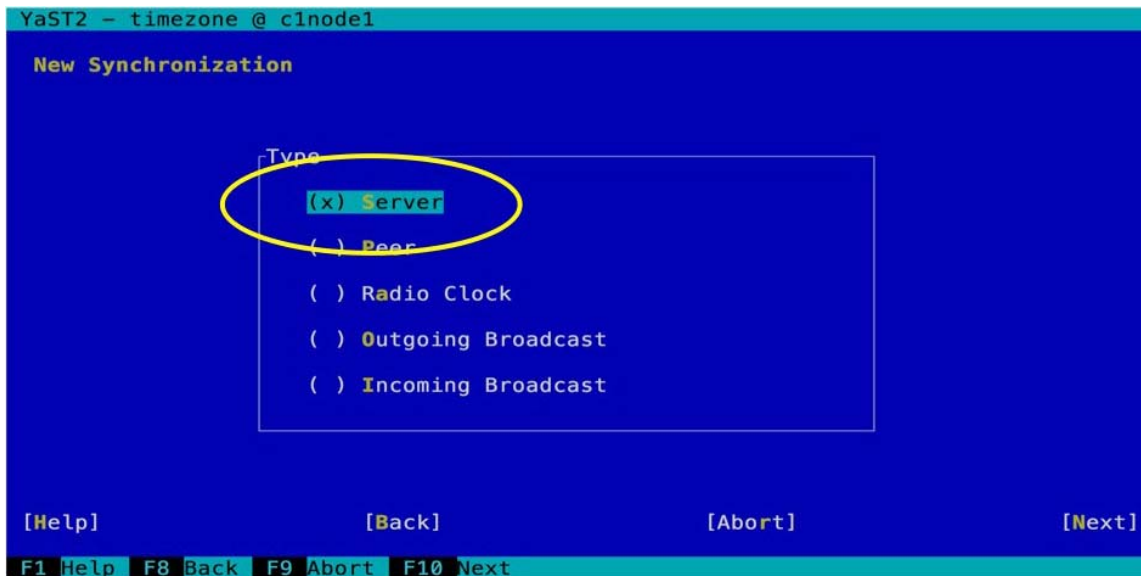 YaST2 – timezone @ c1node1
New Synchronization
Type
(x) Server
( ) Peer
( ) Radio Clock
( ) Outgoing Broadcast
( ) Incoming Broadcast
[Help] [Back] [Abort] [Next]
F1 Help F8 Back F9 Abort F10 Next